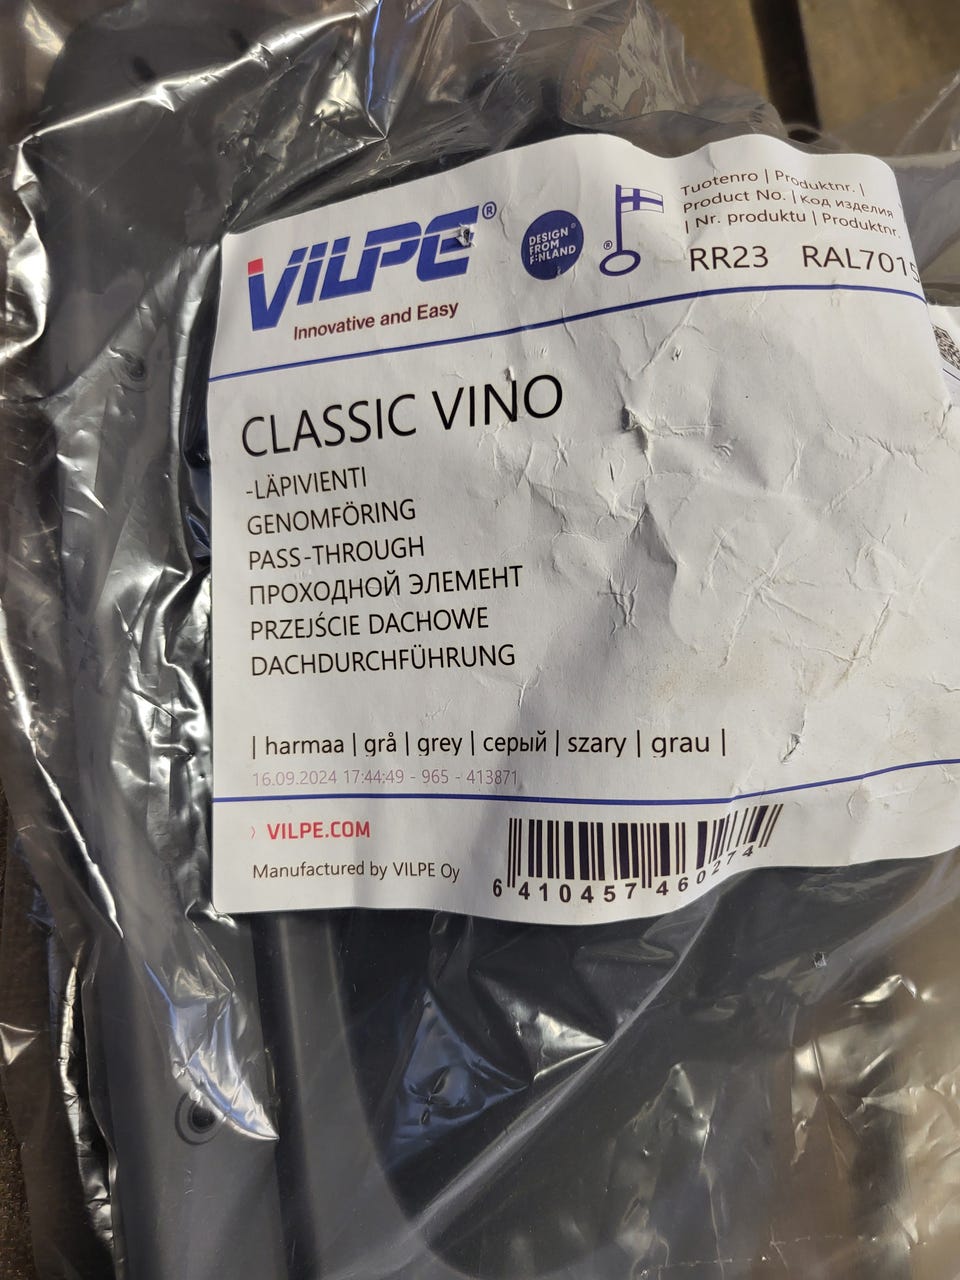 VILPE®
Innovative and Easy
DESIGN®
FROM
FINLAND
®
Tuotenro | Produktnr. |
Product No. | Код изделия
| Nr. produktu | Produktnr.
RR23 RAL7015
CLASSIC VINO
-LÄPIVIENTI
GENOMFÖRING
PASS-THROUGH
ПРОХОДНОЙ ЭЛЕМЕНТ
PRZEJŚCIE DACHOWE
DACHDURCHFÜHRUNG
| harmaa | grå | grey | серый | szary | grau |
16.09.2024 17:44:49 - 965 - 413871
› VILPE.COM
Manufactured by VILPE Oy
6 410457 460274